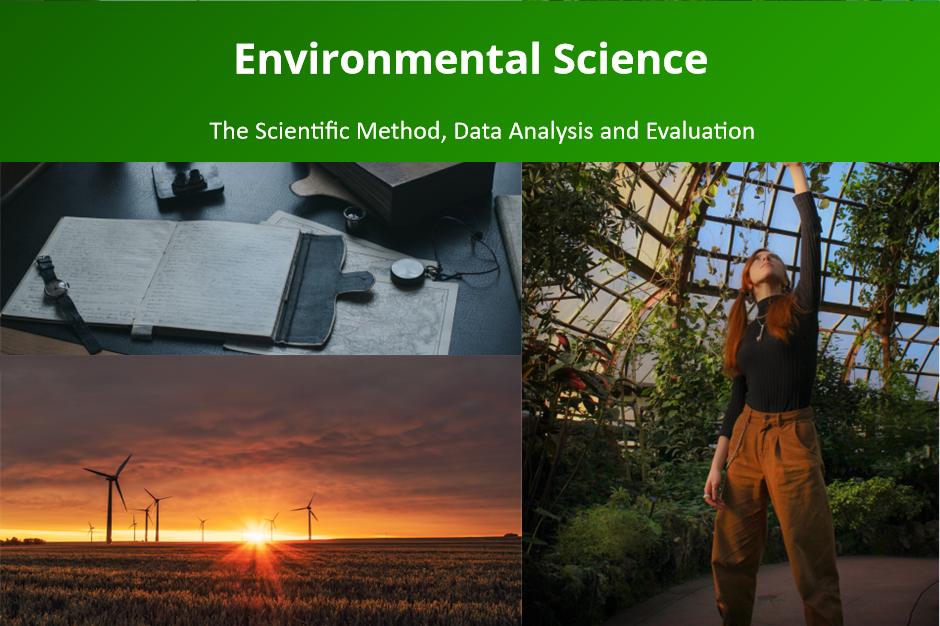 Environmental Science
The Scientific Method, Data Analysis and Evaluation